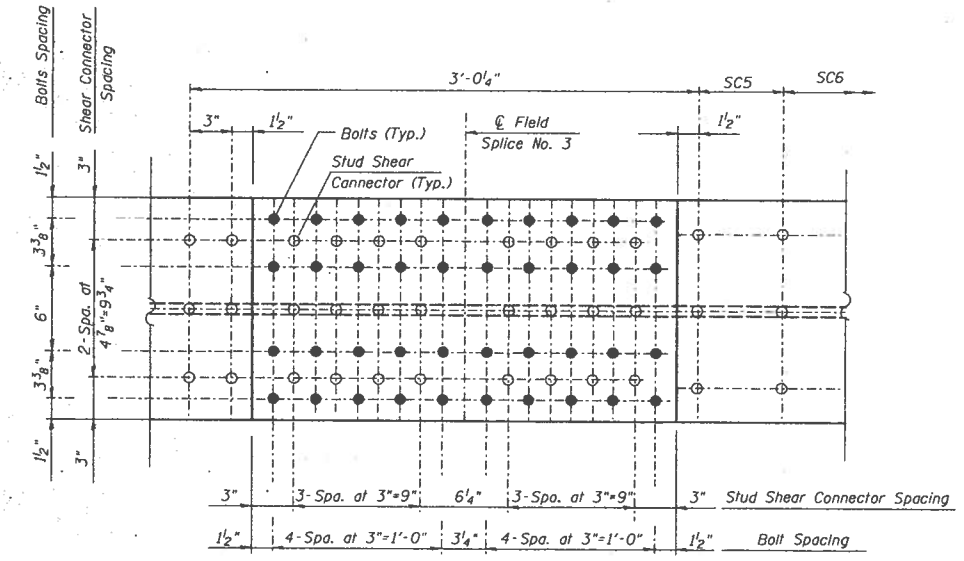 Bolts Spacing
Shear Connector
Spacing
3'-0¼"
SC5
SC6
3"
1½"
Bolts (Typ.)
℄ Field
Splice No. 3
1½"
Stud Shear
Cannector (Typ.)
1½"
3"
3⅜"
6"
2-Spa. at
4⅞"=9¾"
3⅜"
1½"
3"
3"
3-Spa. at 3"=9"
6¼"
3-Spa. at 3"=9"
3"
Stud Shear Connector Spacing
1½"
4-Spa. at 3"=1'-0"
3¼"
4-Spa. at 3"=1'-0"
1½"
Bolt Spacing